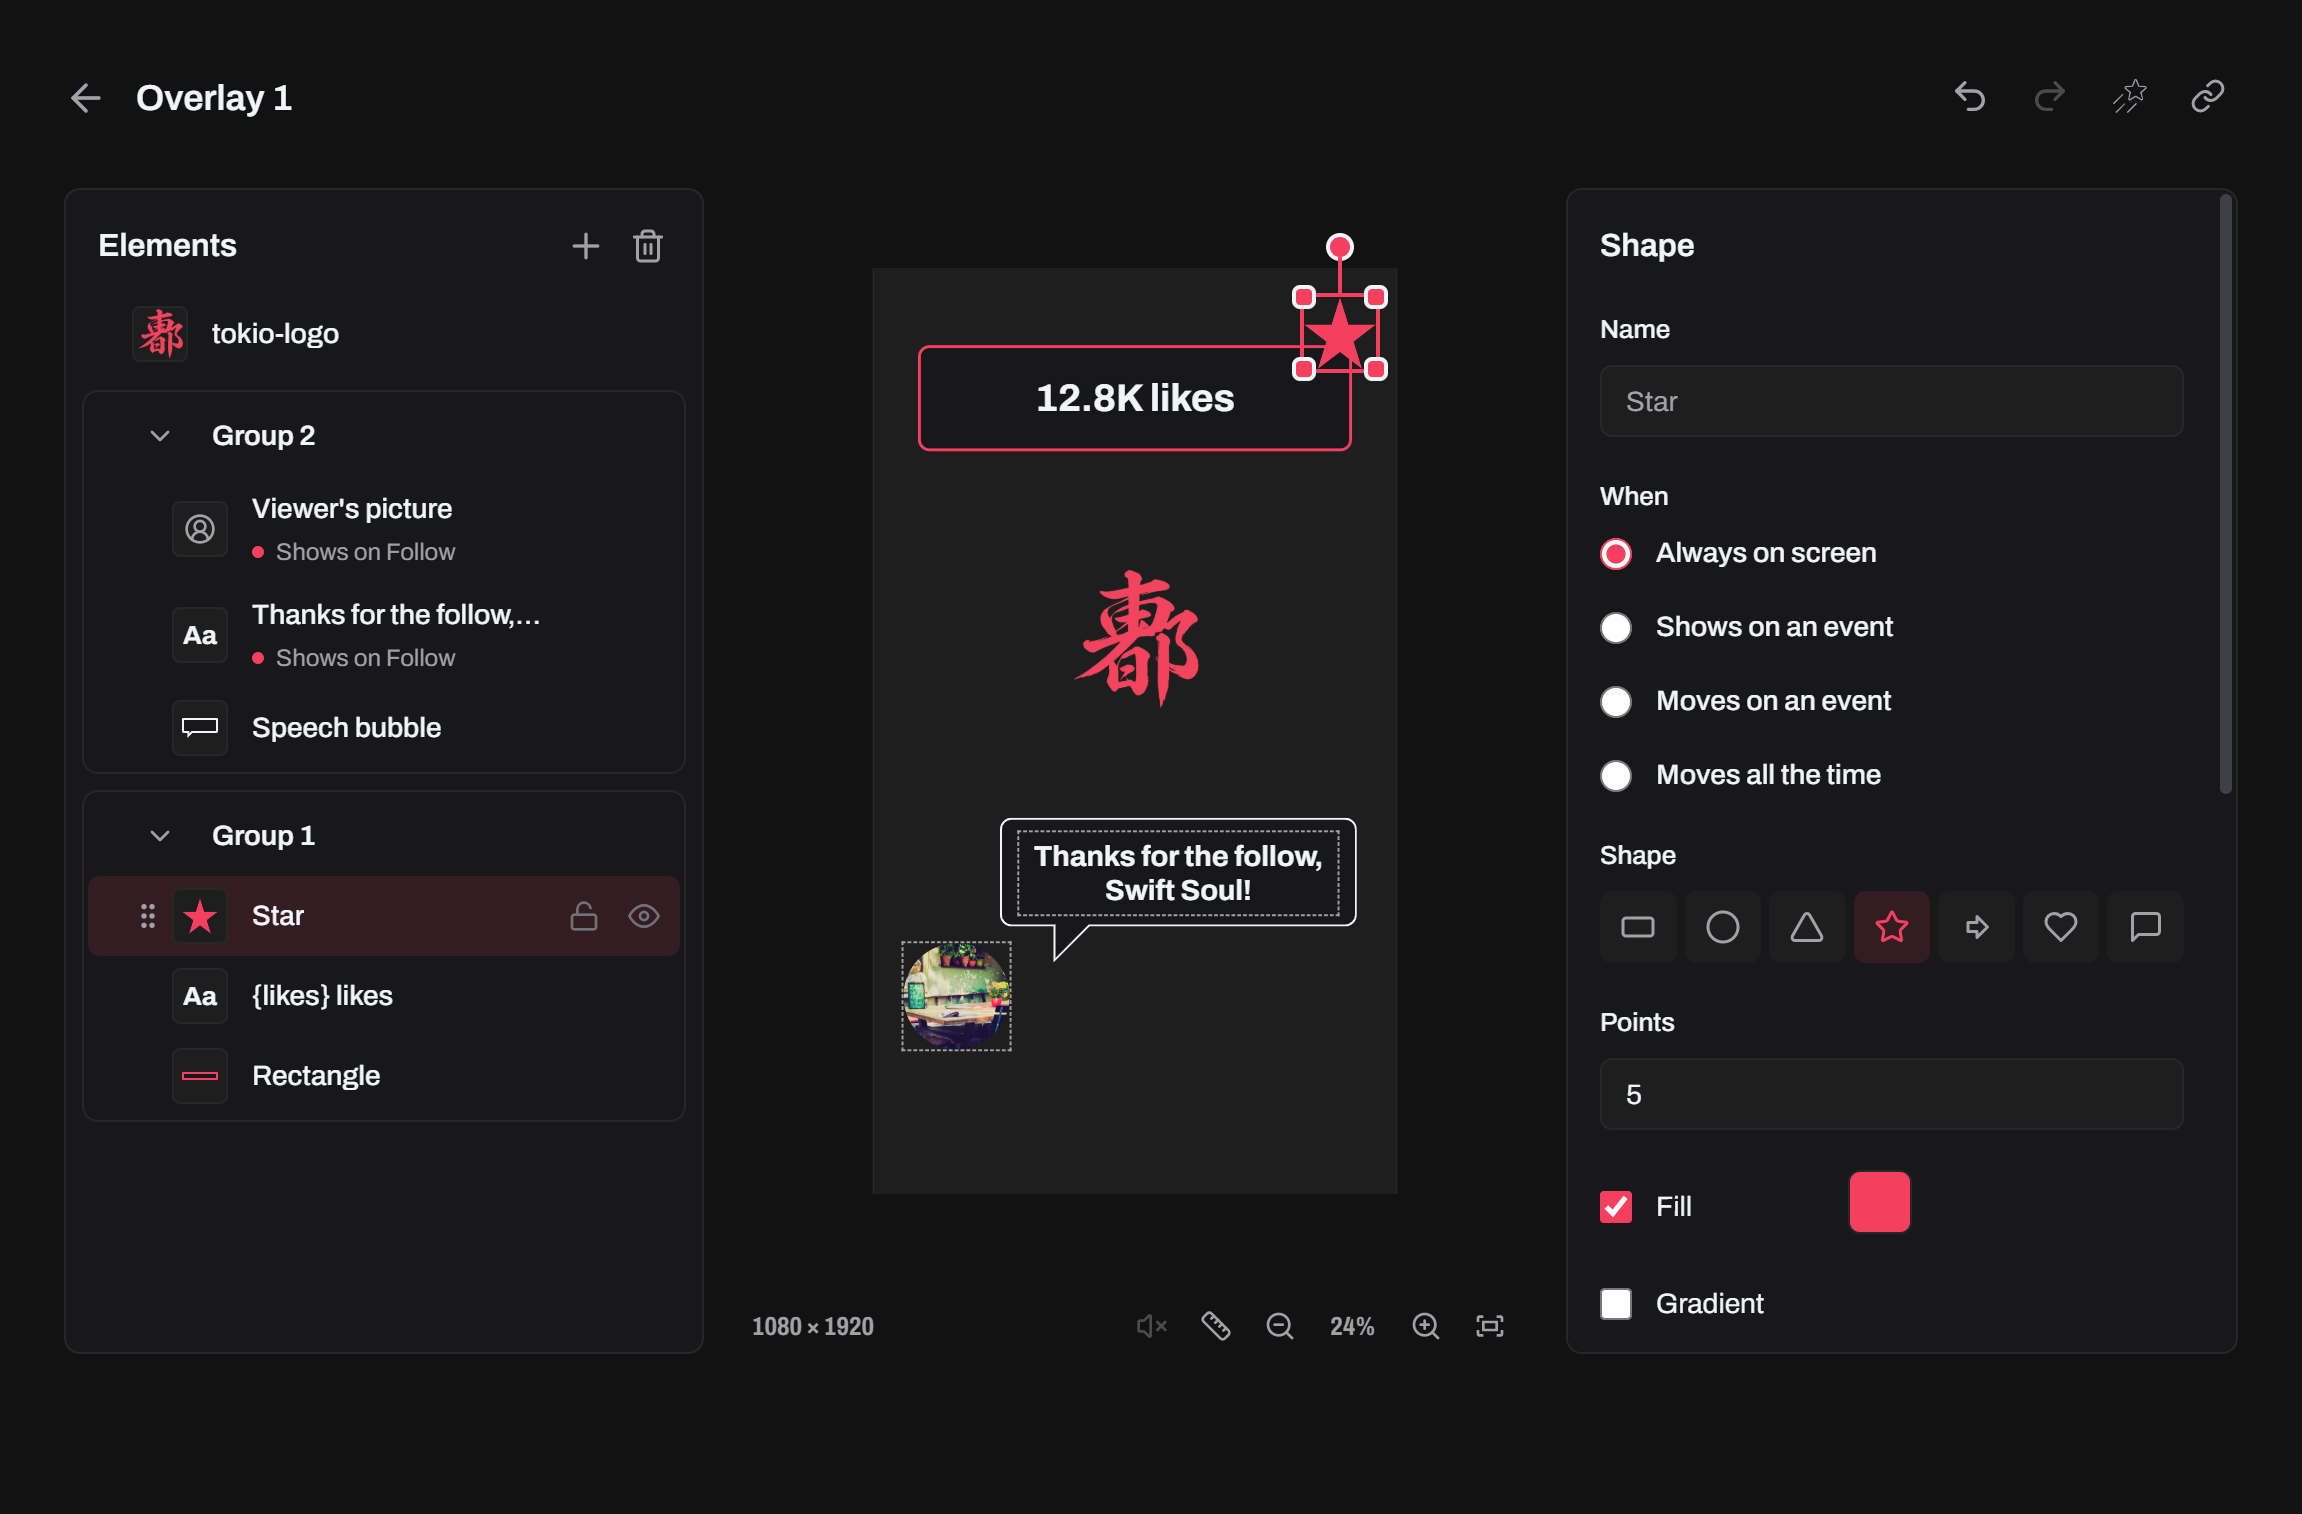 Overlay 1
Elements
tokio-logo
Group 2
Viewer's picture
Shows on Follow
Aa
Thanks for the follow,...
Shows on Follow
Speech bubble
Group 1
Star
Aa
{likes} likes
Rectangle
12.8K likes
Thanks for the follow,
Swift Soul!
1080 × 1920
24%
Shape
Name
Star
When
Always on screen
Shows on an event
Moves on an event
Moves all the time
Shape
Points
5
Fill
Gradient